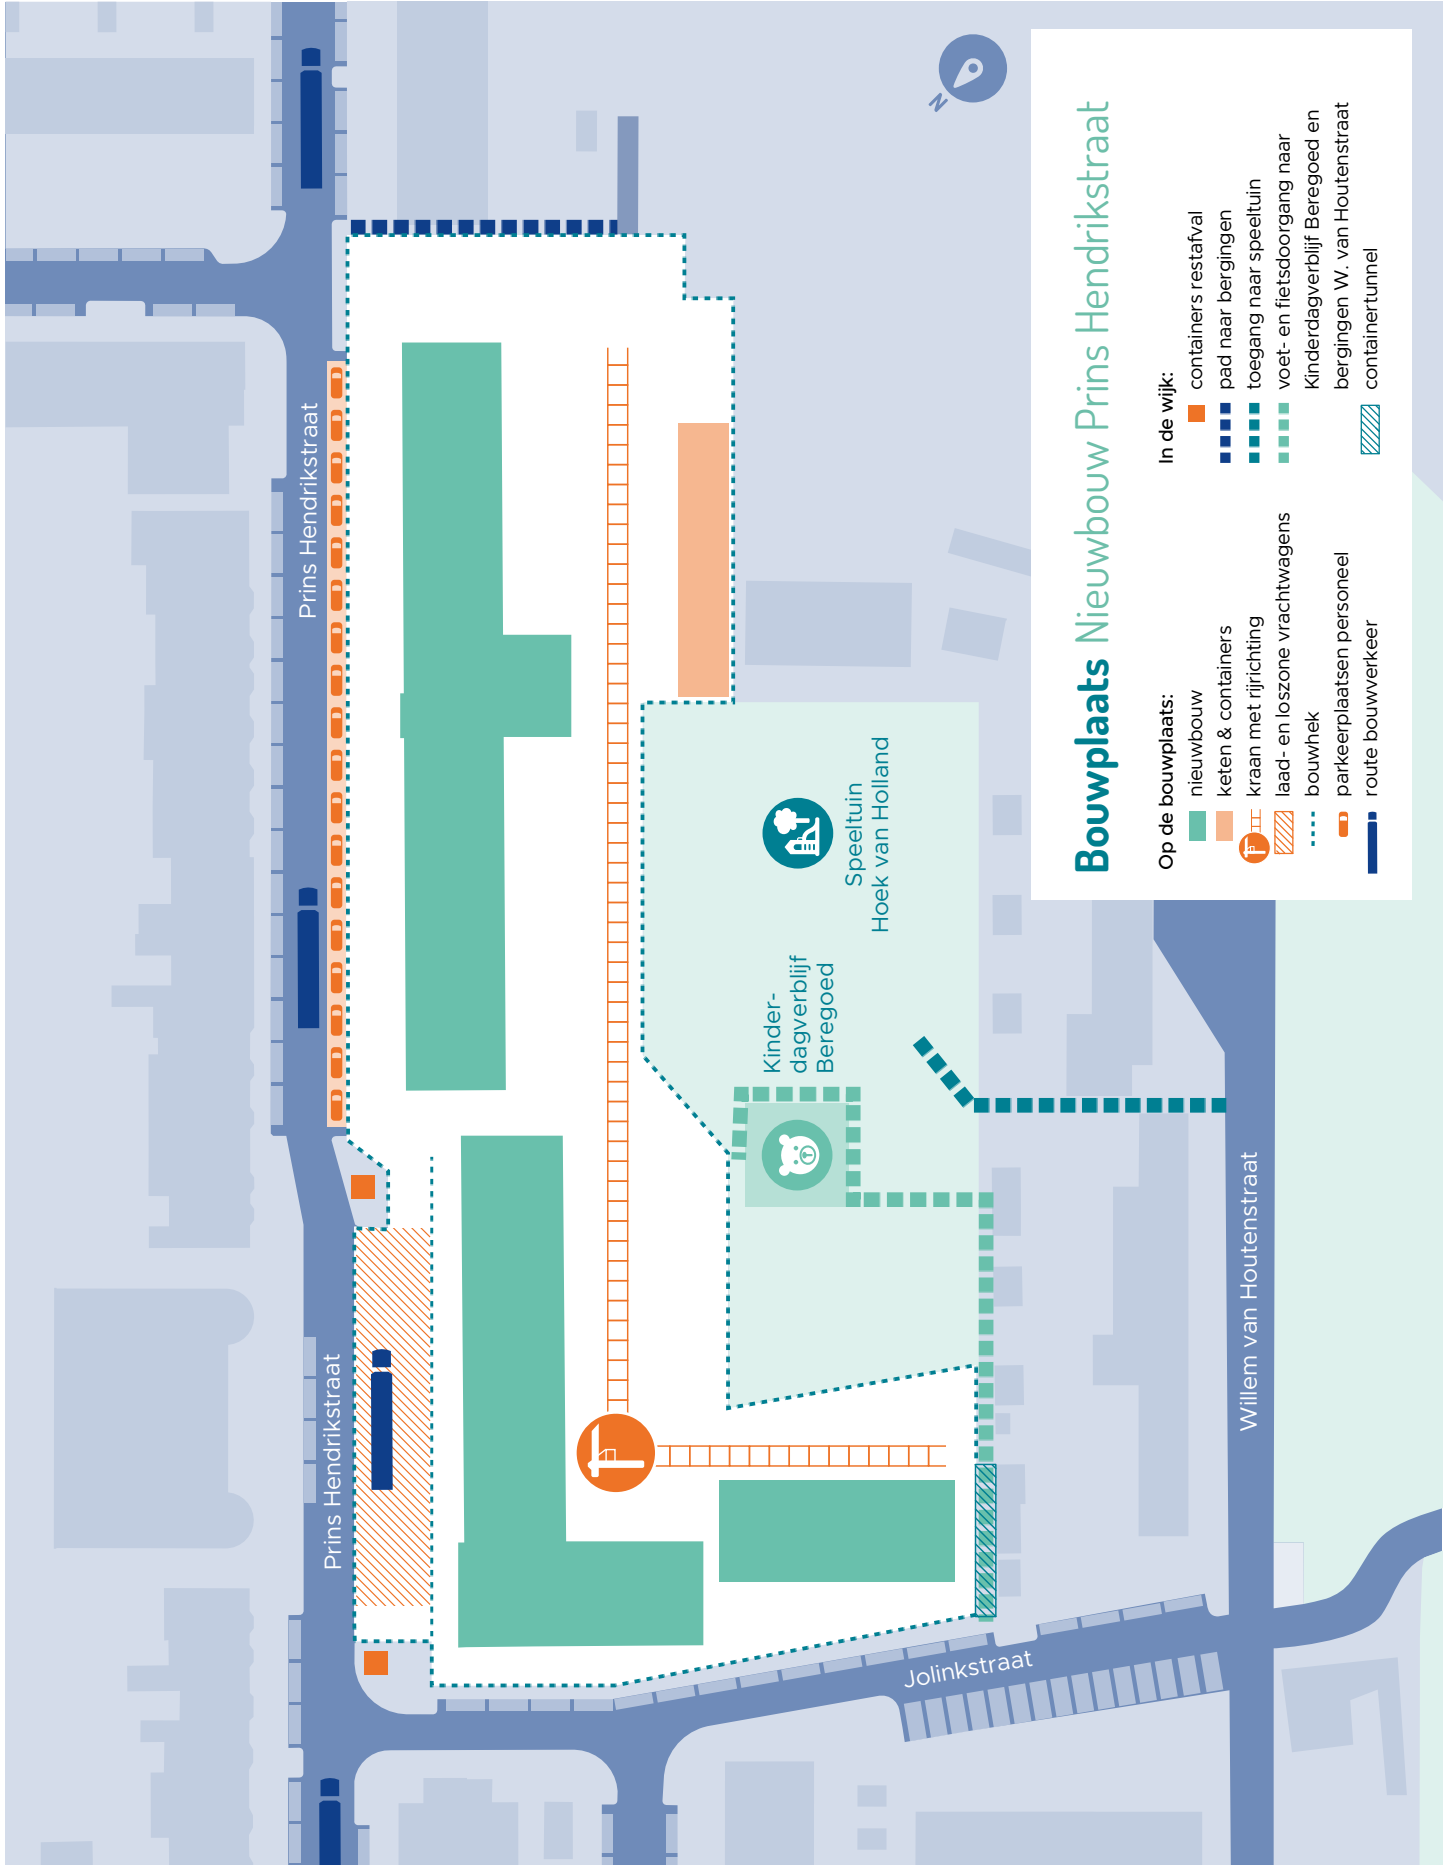 Bouwplaats Nieuwbouw Prins Hendrikstraat
Op de bouwplaats:
nieuwbouw
keten & containers
kraan met rijrichting
laad- en loszone vrachtwagens
bouwhek
parkeerplaatsen personeel
route bouwverkeer
In de wijk:
containers restafval
pad naar bergingen
toegang naar speeltuin
voet- en fietsdoorgang naar
Kinderdagverblijf Beregoed en
bergingen W. van Houtenstraat
containertunnel
Prins Hendrikstraat
Prins Hendrikstraat
Speeltuin
Hoek van Holland
Kinder-
dagverblijf
Beregoed
Willem van Houtenstraat
Jolinkstraat
N